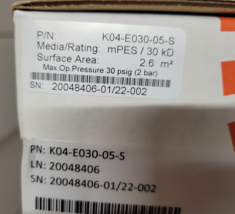 P/N: K04-E030-05-S
Media/Rating: mPES / 30 kD
Surface Area: 2.6 m²
Max Op.Pressure 30 psig (2 bar)
SN: 20048406-01/22-002
PN: K04-E030-05-S
LN: 20048406
SN: 20048406-01/22-002